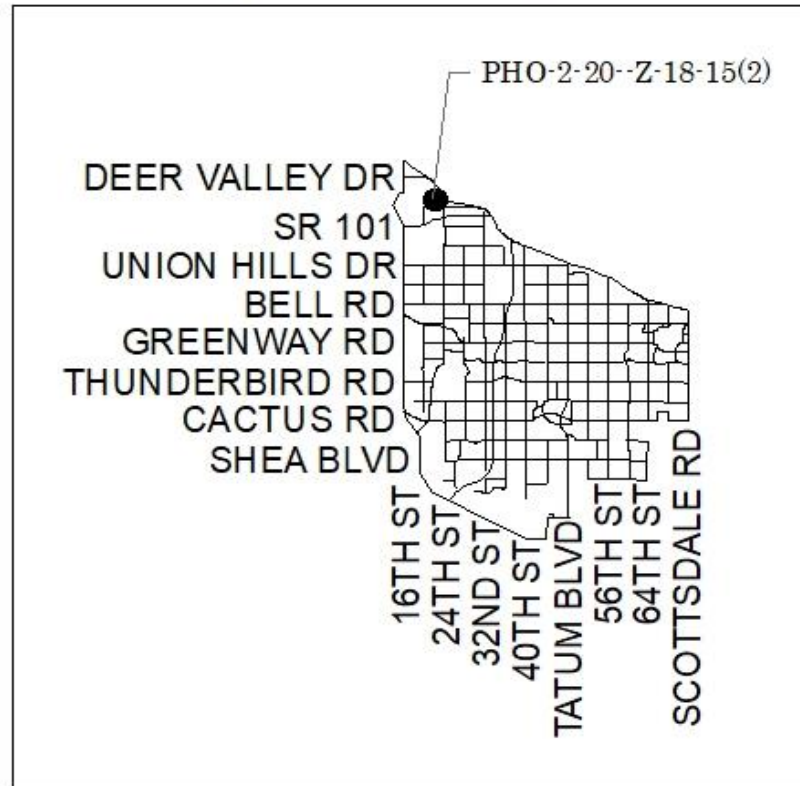 PHO-2-20--Z-18-15(2)
DEER VALLEY DR
SR 101
UNION HILLS DR
BELL RD
GREENWAY RD
THUNDERBIRD RD
CACTUS RD
SHEA BLVD
16TH ST
24TH ST
32ND ST
40TH ST
TATUM BLVD
56TH ST
64TH ST
SCOTTSDALE RD